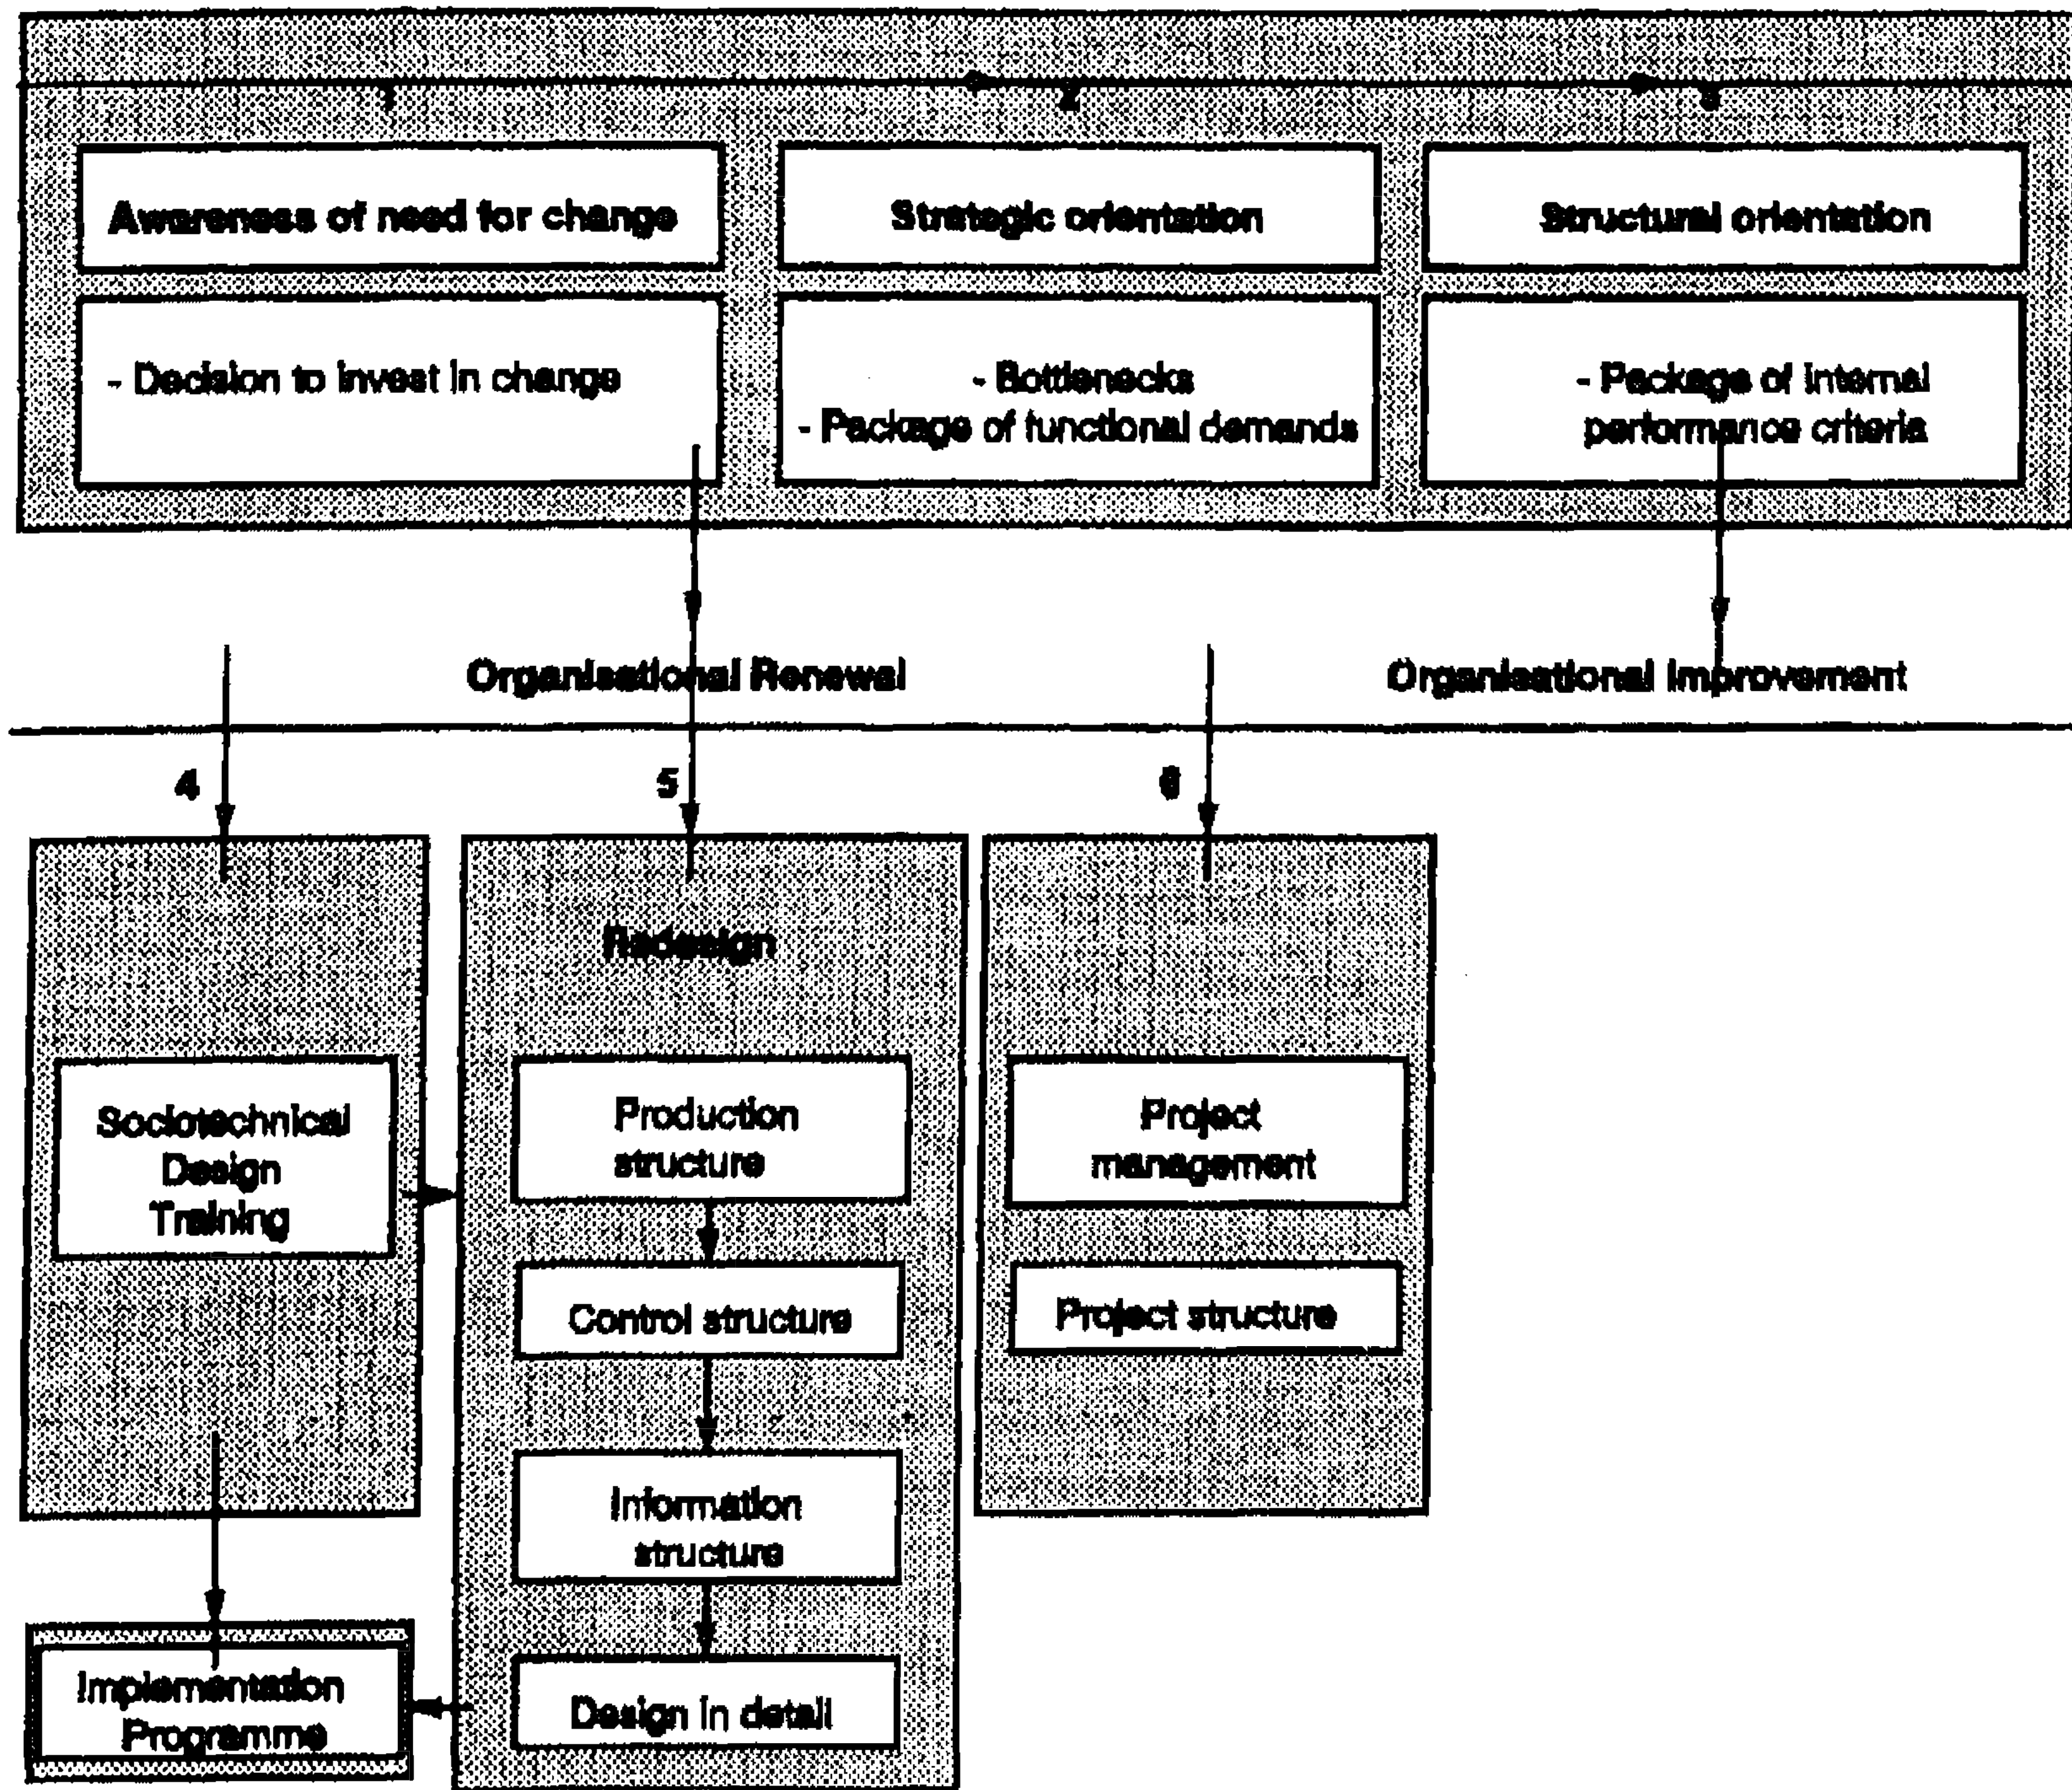 1
2
3
Awareness of need for change
Strategic orientation
Structural orientation
- Decision to invest in change
- Bottlenecks
- Package of functional demands
- Package of internal
performance criteria
Organisational Renewal
Organisational Improvement
4
5
6
Sociotechnical
Design
Training
Redesign
Production
structure
Control structure
Information
structure
Design in detail
Project
management
Project structure
Implementation
Programme